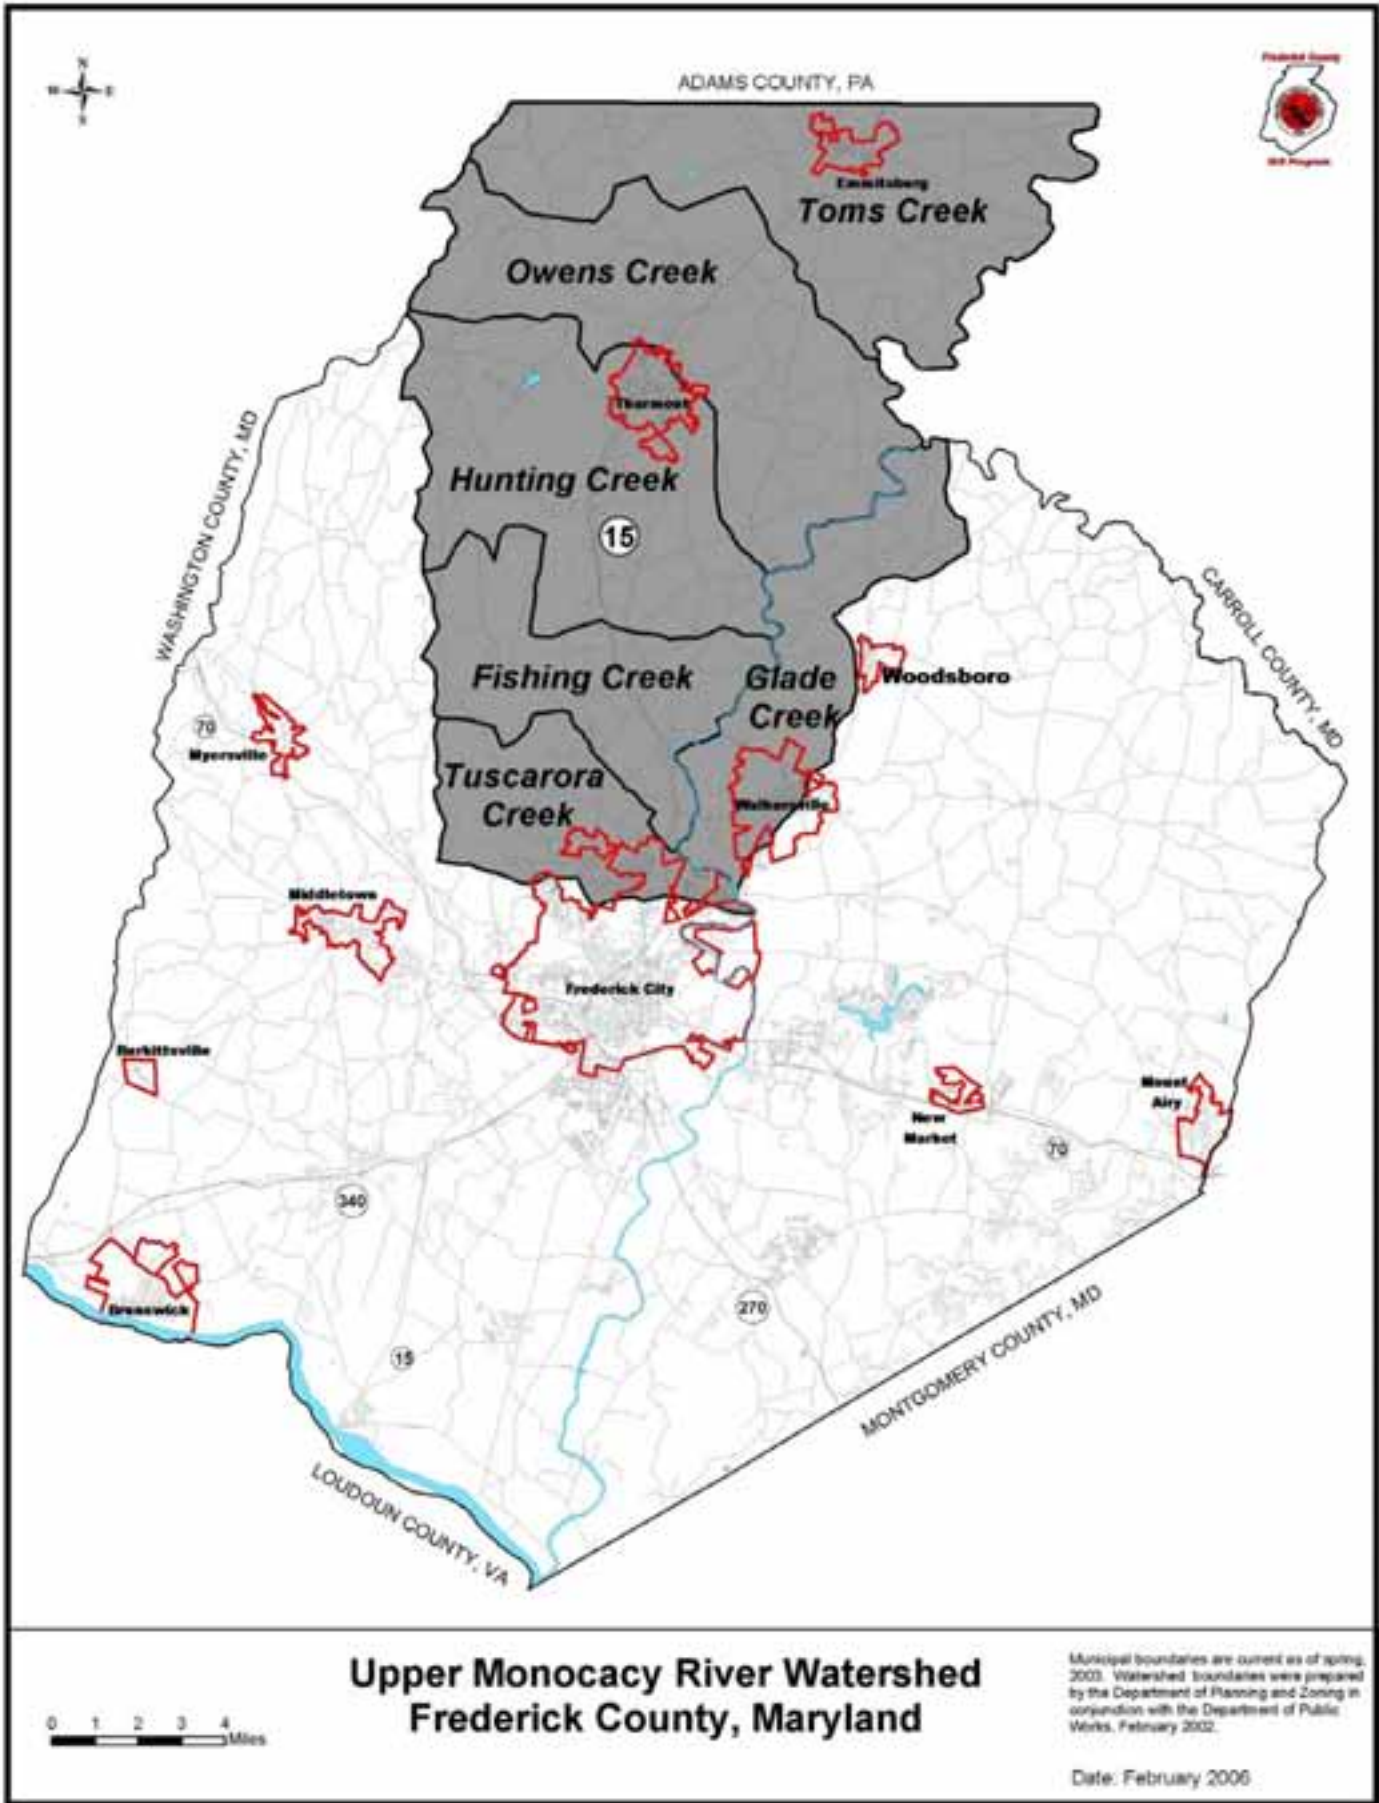 N
W E
S
ADAMS COUNTY, PA
Frederick County
GIS Program
Emmitsburg
Toms Creek
Owens Creek
Thurmont
Hunting Creek
15
WASHINGTON COUNTY, MD
CARROLL COUNTY, MD
Fishing Creek
Glade
Creek
Woodsboro
70
Myersville
Tuscarora
Creek
Walkersville
Middletown
Frederick City
Burkittsville
New
Market
Mount
Airy
70
340
270
Brunswick
15
MONTGOMERY COUNTY, MD
LOUDOUN COUNTY, VA
Upper Monocacy River Watershed
Frederick County, Maryland
0 1 2 3 4
Miles
Municipal boundaries are current as of spring,
2003. Watershed boundaries were prepared
by the Department of Planning and Zoning in
conjunction with the Department of Public
Works, February 2002.
Date: February 2006